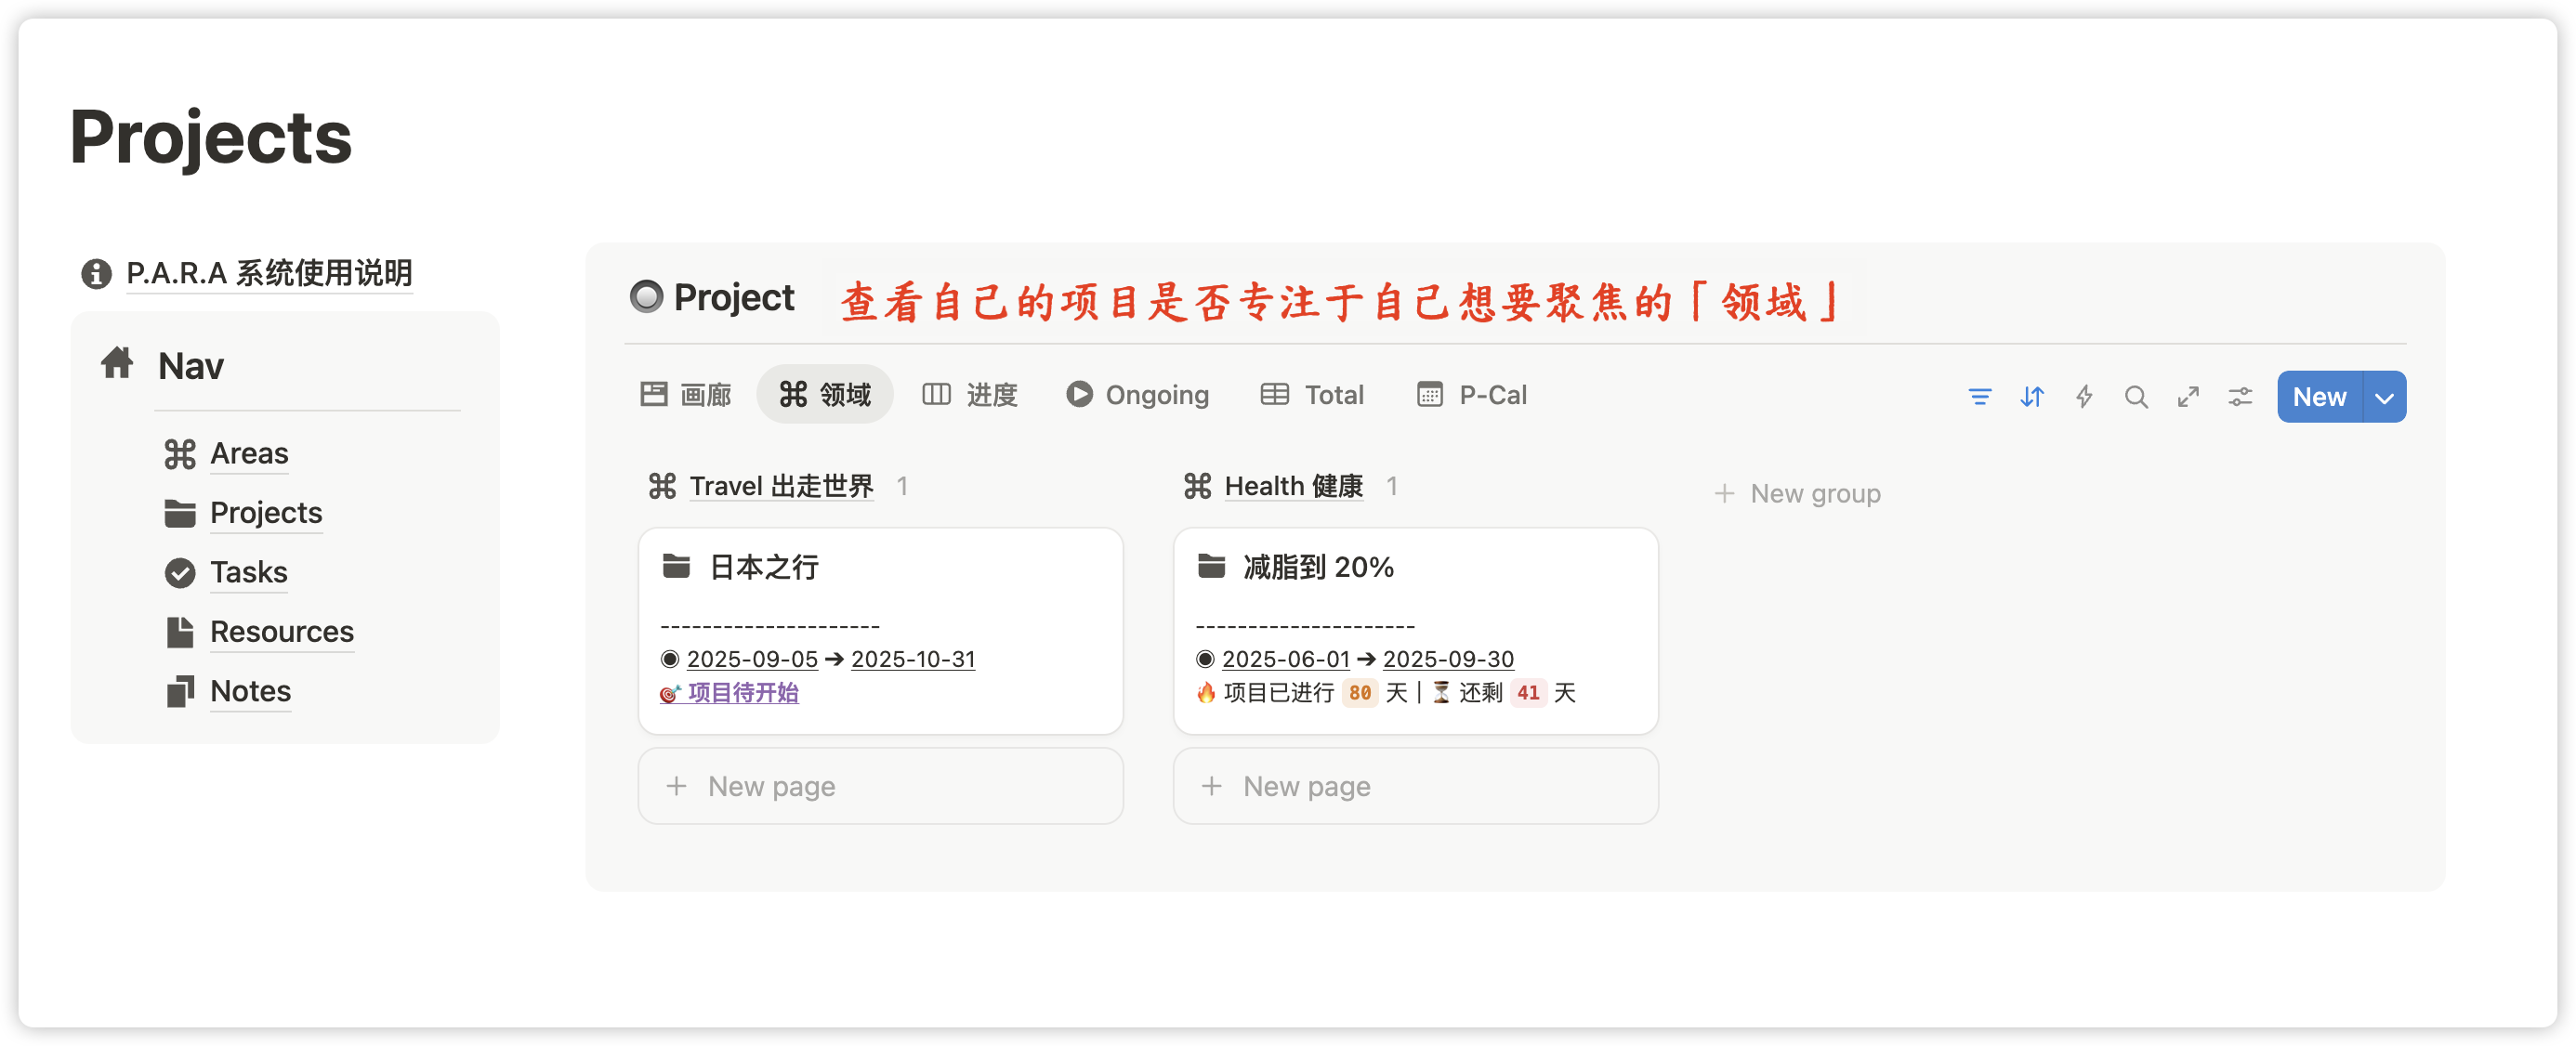 Projects
P.A.R.A 系统使用说明
Nav
Areas
Projects
Tasks
Resources
Notes
Project 查看自己的项目是否专注于自己想要聚焦的「领域」
画廊 领域 进度 Ongoing Total P-Cal New
Travel 出走世界 1
日本之行
---------------------
◉ 2025-09-05 ➔ 2025-10-31
🎯 项目待开始
+ New page
Health 健康 1
减脂到 20%
---------------------
◉ 2025-06-01 ➔ 2025-09-30
🔥 项目已进行 80 天 | ⏳ 还剩 41 天
+ New page
+ New group